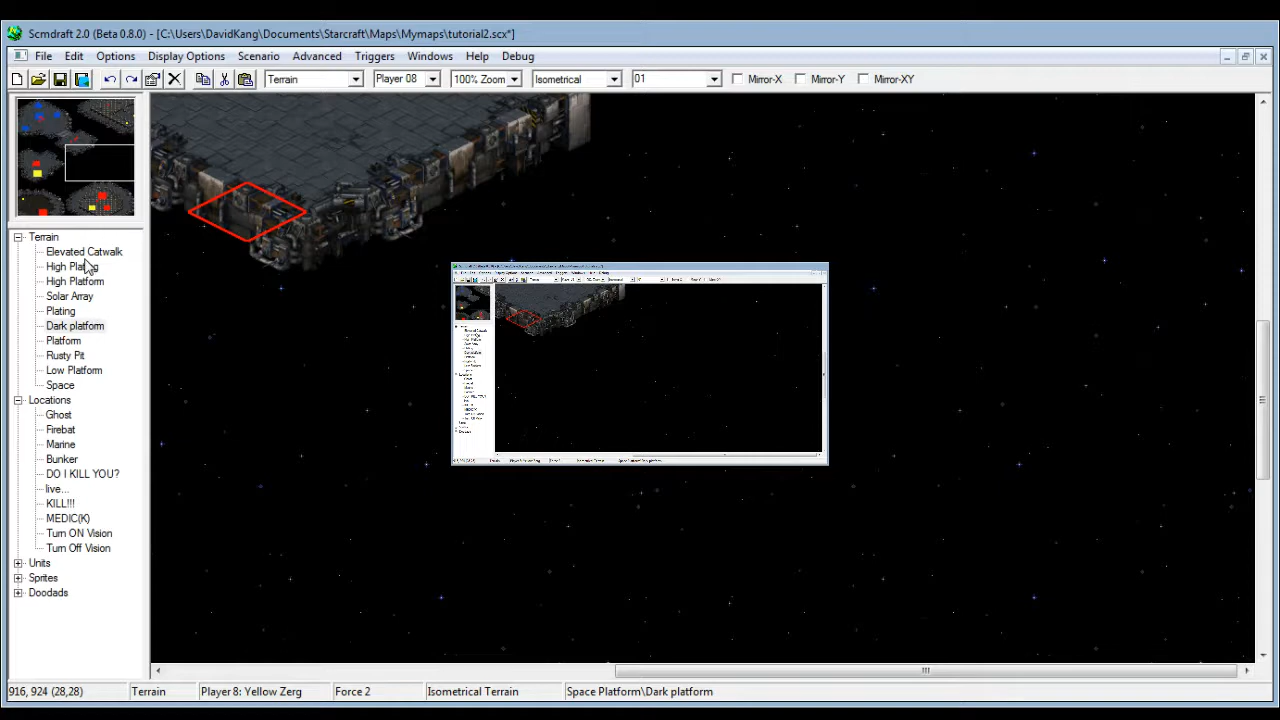 Scmdraft 2.0 (Beta 0.8.0) - [C:\Users\DavidKang\Documents\Starcraft\Maps\Mymaps\tutorial2.scx*]
File Edit Options Display Options Scenario Advanced Triggers Windows Help Debug
Terrain Player 08 100% Zoom Isometrical 01 Mirror-X Mirror-Y Mirror-XY
Terrain
Elevated Catwalk
High Plating
High Platform
Solar Array
Plating
Dark platform
Platform
Rusty Pit
Low Platform
Space
Locations
Ghost
Firebat
Marine
Bunker
DO I KILL YOU?
live...
KILL!!!
MEDIC(K)
Turn ON Vision
Turn Off Vision
Units
Sprites
Doodads
916, 924 (28,28) Terrain Player 8: Yellow Zerg Force 2 Isometrical Terrain Space Platform\Dark platform